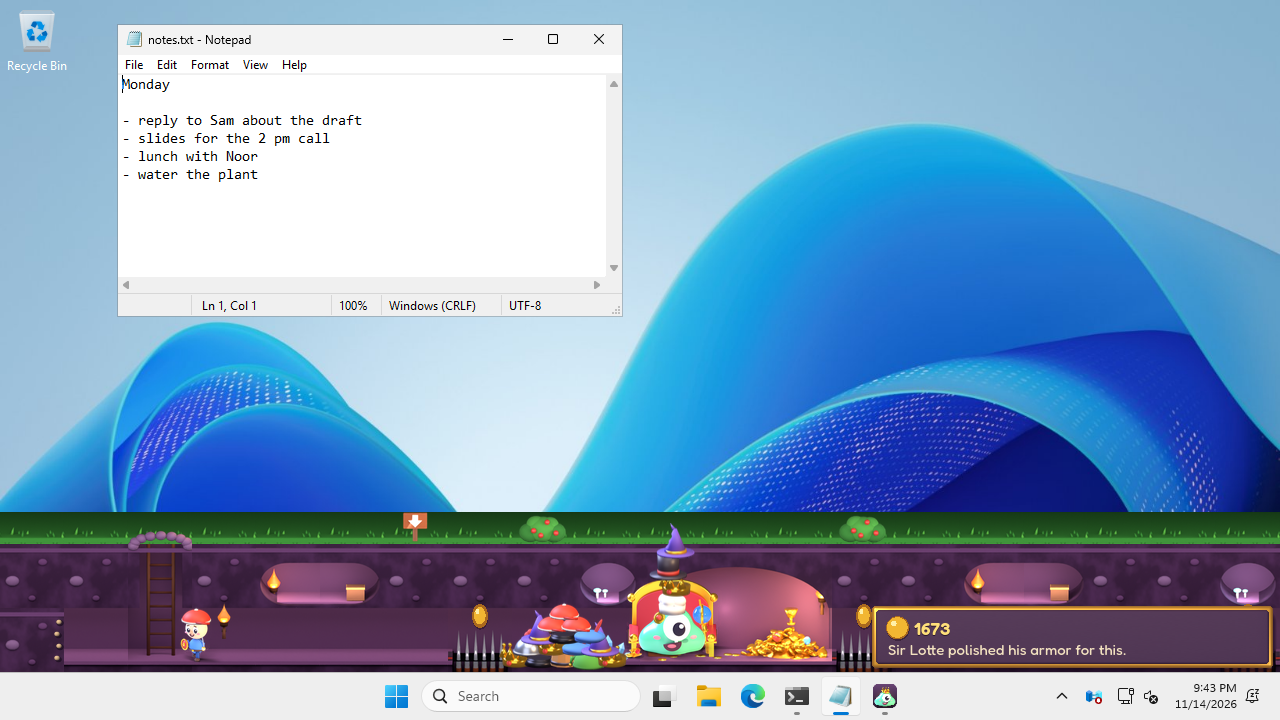 Recycle Bin
notes.txt - Notepad
File Edit Format View Help
Monday
- reply to Sam about the draft
- slides for the 2 pm call
- lunch with Noor
- water the plant
Ln 1, Col 1 100% Windows (CRLF) UTF-8
1673
Sir Lotte polished his armor for this.
Search
9:43 PM
11/14/2026